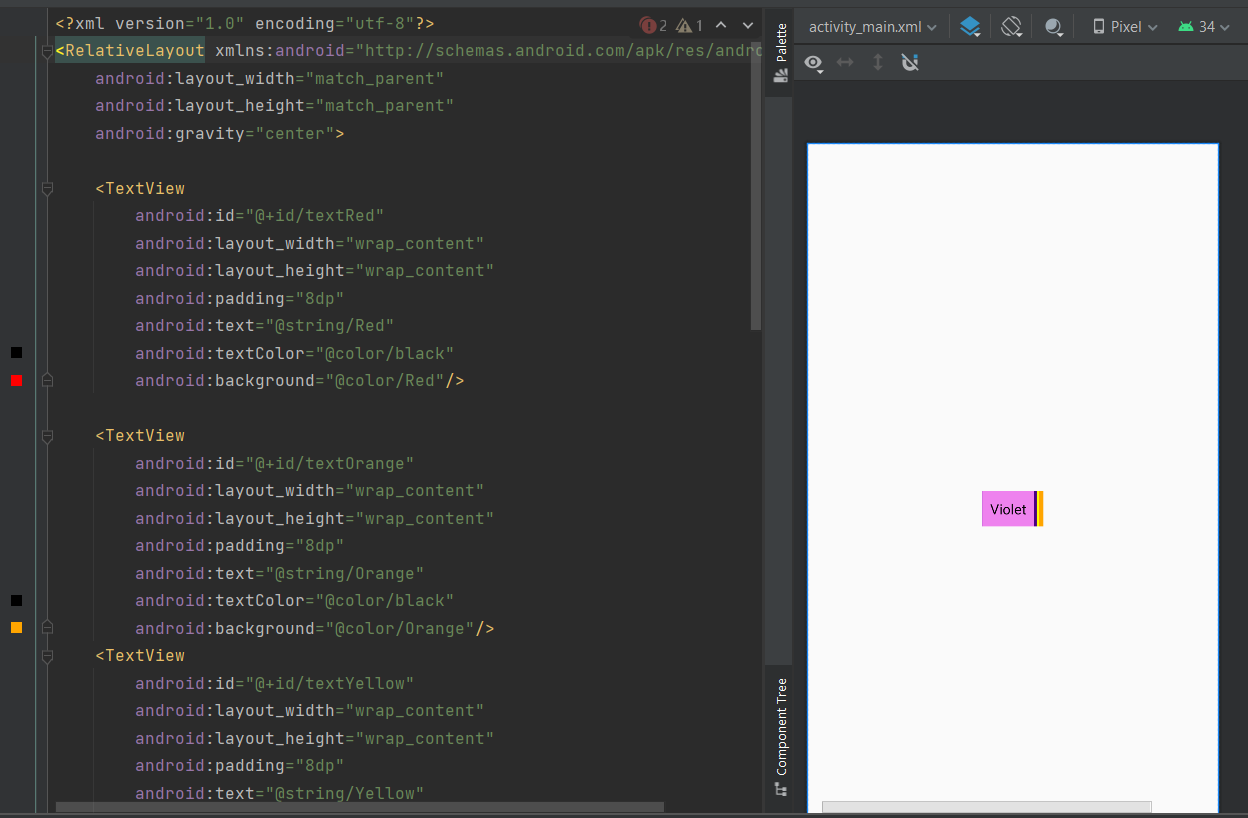 <?xml version="1.0" encoding="utf-8"?>
2 1
<RelativeLayout xmlns:android="http://schemas.android.com/apk/res/andro
android:layout_width="match_parent"
android:layout_height="match_parent"
android:gravity="center">
<TextView
android:id="@+id/textRed"
android:layout_width="wrap_content"
android:layout_height="wrap_content"
android:padding="8dp"
android:text="@string/Red"
android:textColor="@color/black"
android:background="@color/Red"/>
<TextView
android:id="@+id/textOrange"
android:layout_width="wrap_content"
android:layout_height="wrap_content"
android:padding="8dp"
android:text="@string/Orange"
android:textColor="@color/black"
android:background="@color/Orange"/>
<TextView
android:id="@+id/textYellow"
android:layout_width="wrap_content"
android:layout_height="wrap_content"
android:padding="8dp"
android:text="@string/Yellow"
Palette
Component Tree
activity_main.xml Pixel 34
Violet